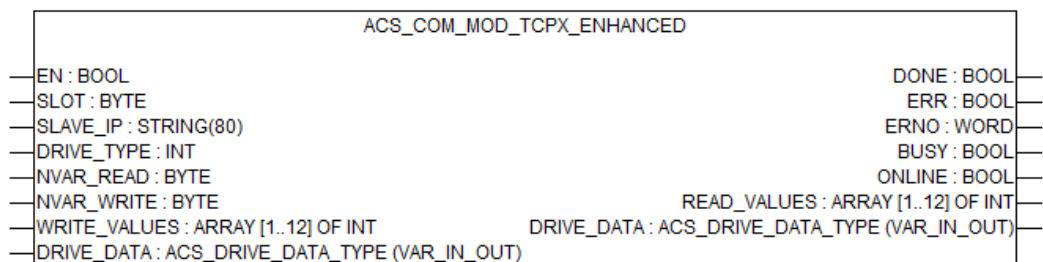 ACS_COM_MOD_TCPX_ENHANCED
EN : BOOL DONE : BOOL
SLOT : BYTE ERR : BOOL
SLAVE_IP : STRING(80) ERNO : WORD
DRIVE_TYPE : INT BUSY : BOOL
NVAR_READ : BYTE ONLINE : BOOL
NVAR_WRITE : BYTE READ_VALUES : ARRAY [1..12] OF INT
WRITE_VALUES : ARRAY [1..12] OF INT DRIVE_DATA : ACS_DRIVE_DATA_TYPE (VAR_IN_OUT)
DRIVE_DATA : ACS_DRIVE_DATA_TYPE (VAR_IN_OUT)